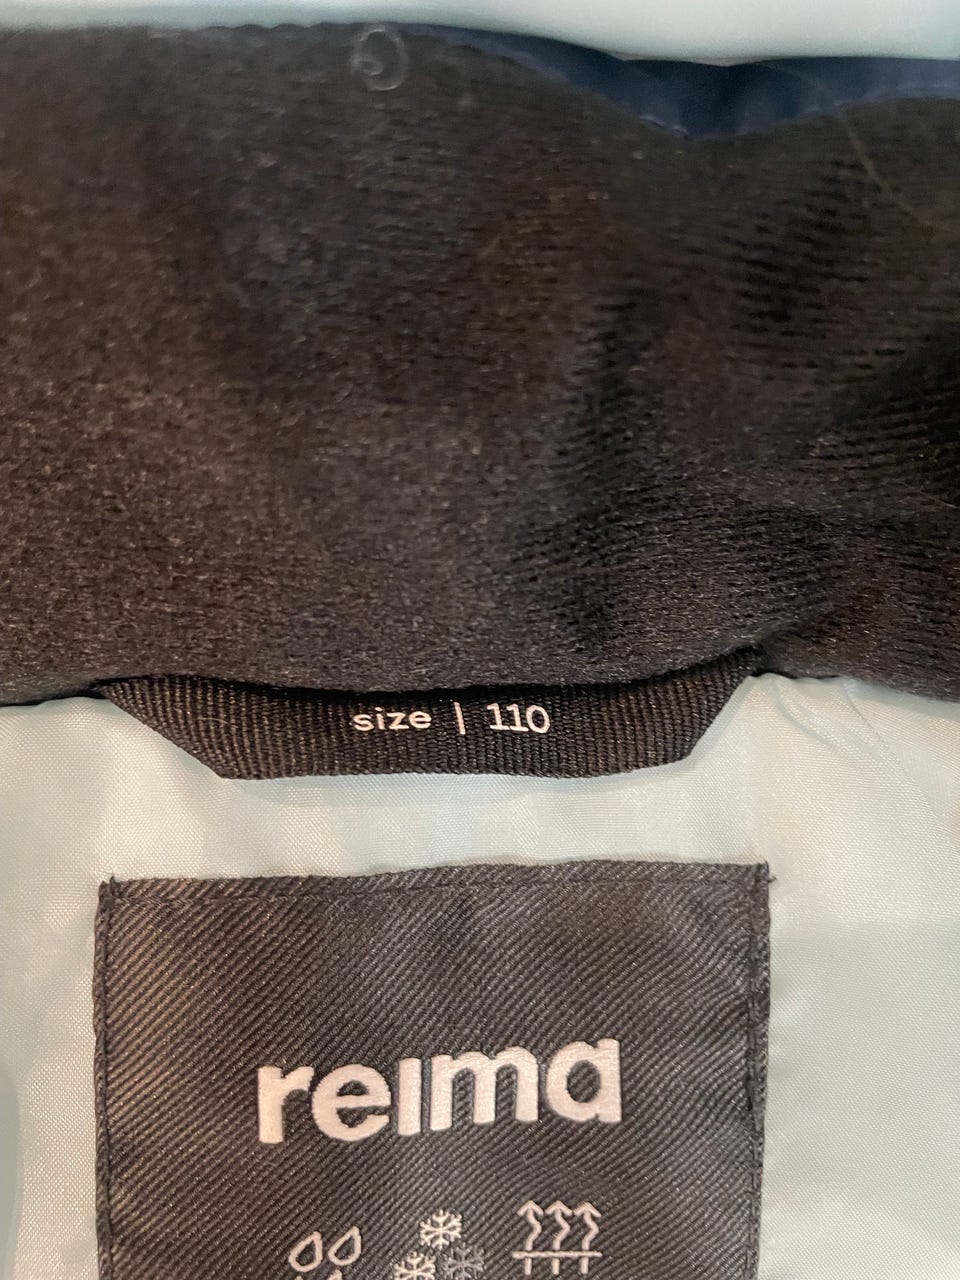 size | 110
reima